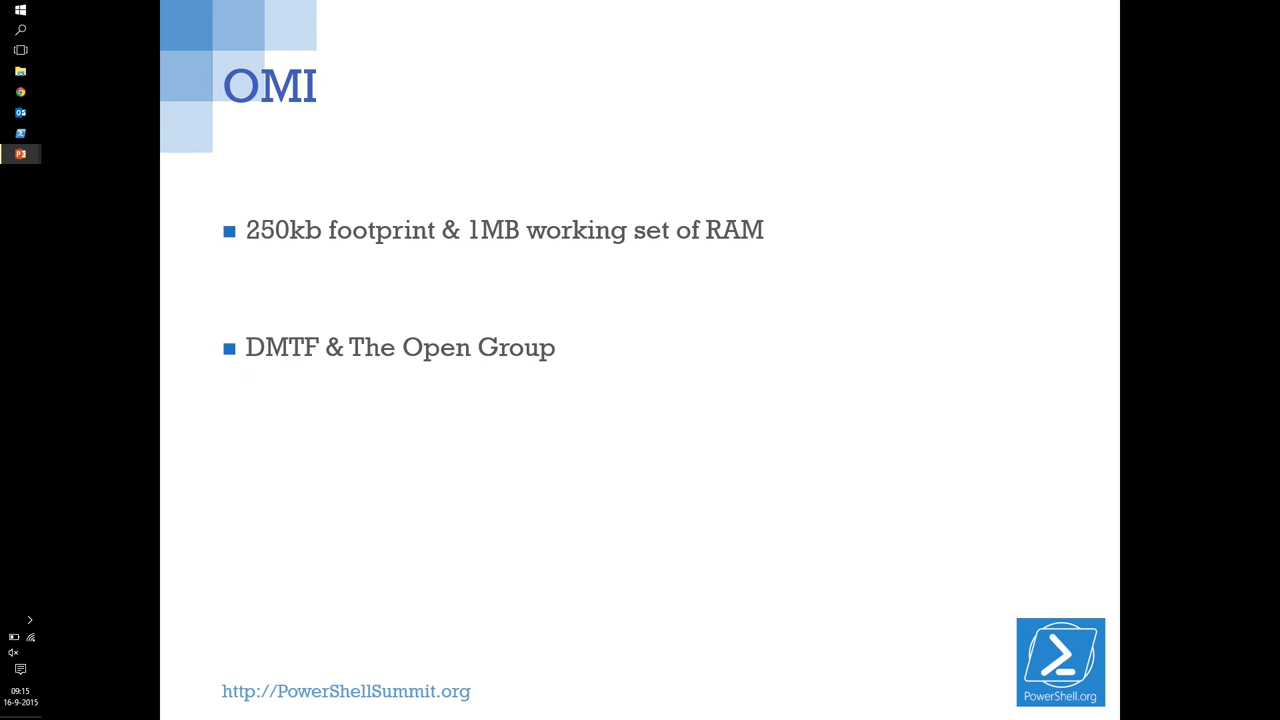 OMI
250kb footprint & 1MB working set of RAM
DMTF & The Open Group
http://PowerShellSummit.org
PowerShell.org
09:15
16-9-2015